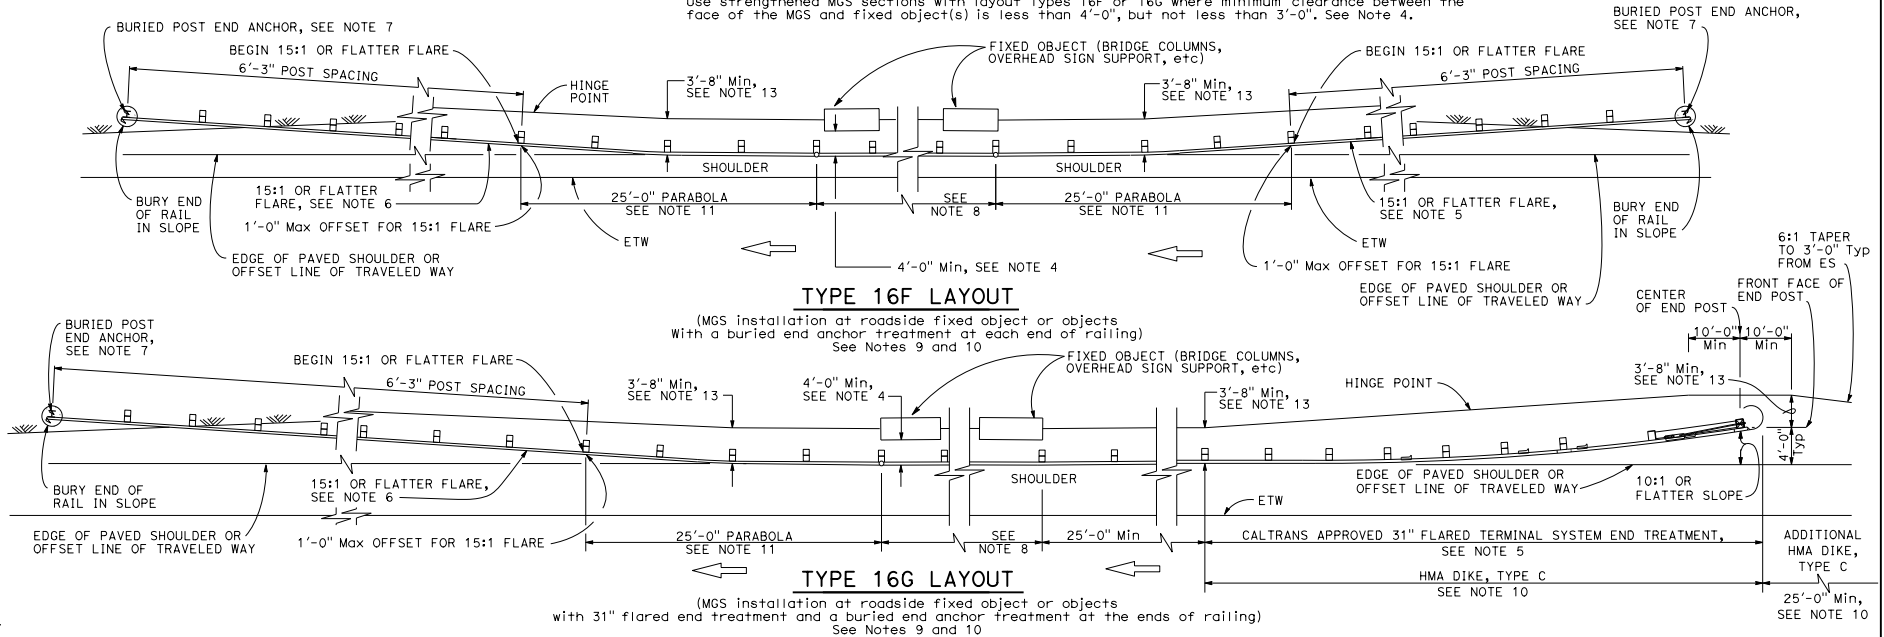 Use strengthened MGS sections with layout Types 16F or 16G where minimum clearance between the
face of the MGS and fixed object(s) is less than 4'-0", but not less than 3'-0". See Note 4.
BURIED POST END ANCHOR, SEE NOTE 7
BEGIN 15:1 OR FLATTER FLARE
6'-3" POST SPACING
HINGE
POINT
3'-8" Min,
SEE NOTE 13
FIXED OBJECT (BRIDGE COLUMNS,
OVERHEAD SIGN SUPPORT, etc)
3'-8" Min,
SEE NOTE 13
BEGIN 15:1 OR FLATTER FLARE
6'-3" POST SPACING
BURIED POST END ANCHOR,
SEE NOTE 7
SHOULDER
SHOULDER
BURY END
OF RAIL
IN SLOPE
15:1 OR FLATTER
FLARE, SEE NOTE 6
1'-0" Max OFFSET FOR 15:1 FLARE
EDGE OF PAVED SHOULDER OR
OFFSET LINE OF TRAVELED WAY
25'-0" PARABOLA
SEE NOTE 11
ETW
SEE
NOTE 8
4'-0" Min, SEE NOTE 4
25'-0" PARABOLA
SEE NOTE 11
15:1 OR FLATTER FLARE,
SEE NOTE 5
ETW
1'-0" Max OFFSET FOR 15:1 FLARE
EDGE OF PAVED SHOULDER OR
OFFSET LINE OF TRAVELED WAY
BURY END
OF RAIL
IN SLOPE
TYPE 16F LAYOUT
(MGS installation at roadside fixed object or objects
With a buried end anchor treatment at each end of railing)
See Notes 9 and 10
BURIED POST
END ANCHOR,
SEE NOTE 7
BEGIN 15:1 OR FLATTER FLARE
6'-3" POST SPACING
3'-8" Min,
SEE NOTE 13
4'-0" Min,
SEE NOTE 4
FIXED OBJECT (BRIDGE COLUMNS,
OVERHEAD SIGN SUPPORT, etc)
3'-8" Min,
SEE NOTE 13
HINGE POINT
CENTER
OF END POST
6:1 TAPER
TO 3'-0" Typ
FROM ES
FRONT FACE OF
END POST
10'-0"
Min
10'-0"
Min
3'-8" Min,
SEE NOTE 13
4'-0"
Typ
BURY END OF
RAIL IN SLOPE
15:1 OR FLATTER FLARE,
SEE NOTE 6
SHOULDER
EDGE OF PAVED SHOULDER OR
OFFSET LINE OF TRAVELED WAY
10:1 OR
FLATTER SLOPE
ETW
EDGE OF PAVED SHOULDER OR
OFFSET LINE OF TRAVELED WAY
1'-0" Max OFFSET FOR 15:1 FLARE
25'-0" PARABOLA
SEE NOTE 11
SEE
NOTE 8
25'-0" Min
CALTRANS APPROVED 31" FLARED TERMINAL SYSTEM END TREATMENT,
SEE NOTE 5
HMA DIKE, TYPE C
SEE NOTE 10
ADDITIONAL
HMA DIKE,
TYPE C
25'-0" Min,
SEE NOTE 10
TYPE 16G LAYOUT
(MGS installation at roadside fixed object or objects
with 31" flared end treatment and a buried end anchor treatment at the ends of railing)
See Notes 9 and 10